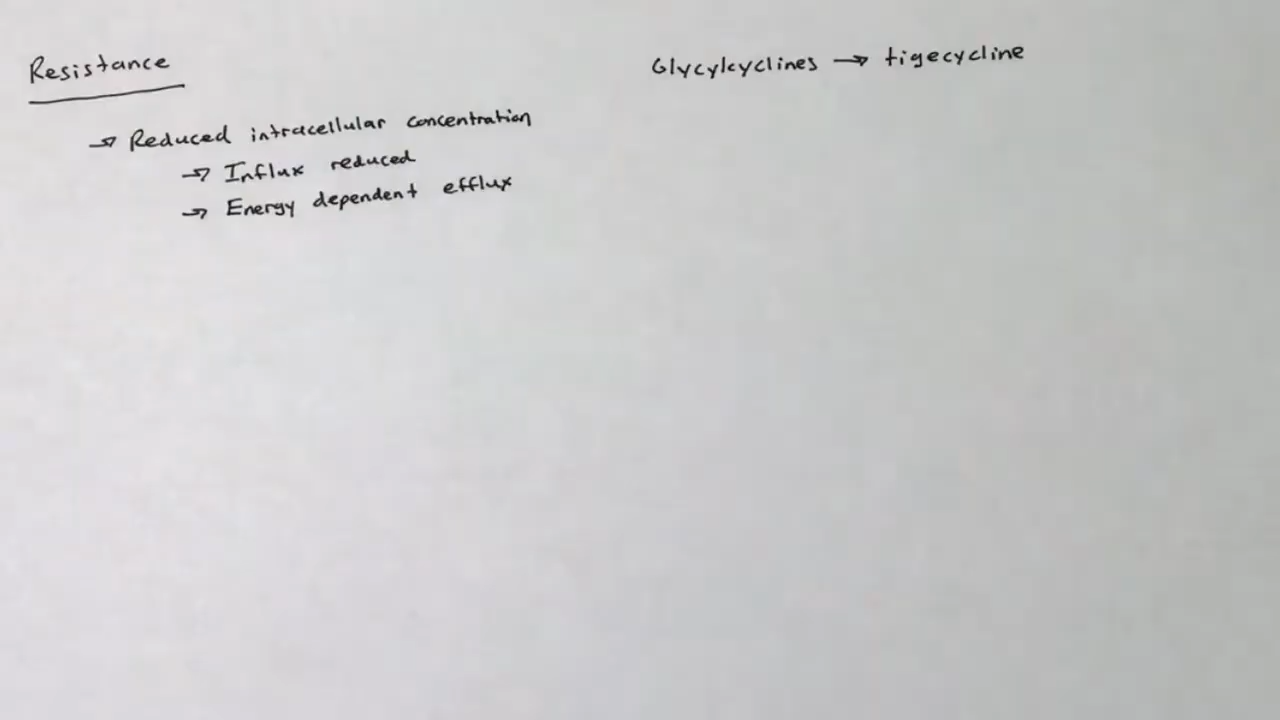 Resistance
→ Reduced intracellular concentration
→ Influx reduced
→ Energy dependent efflux
Glycylcyclines → tigecycline